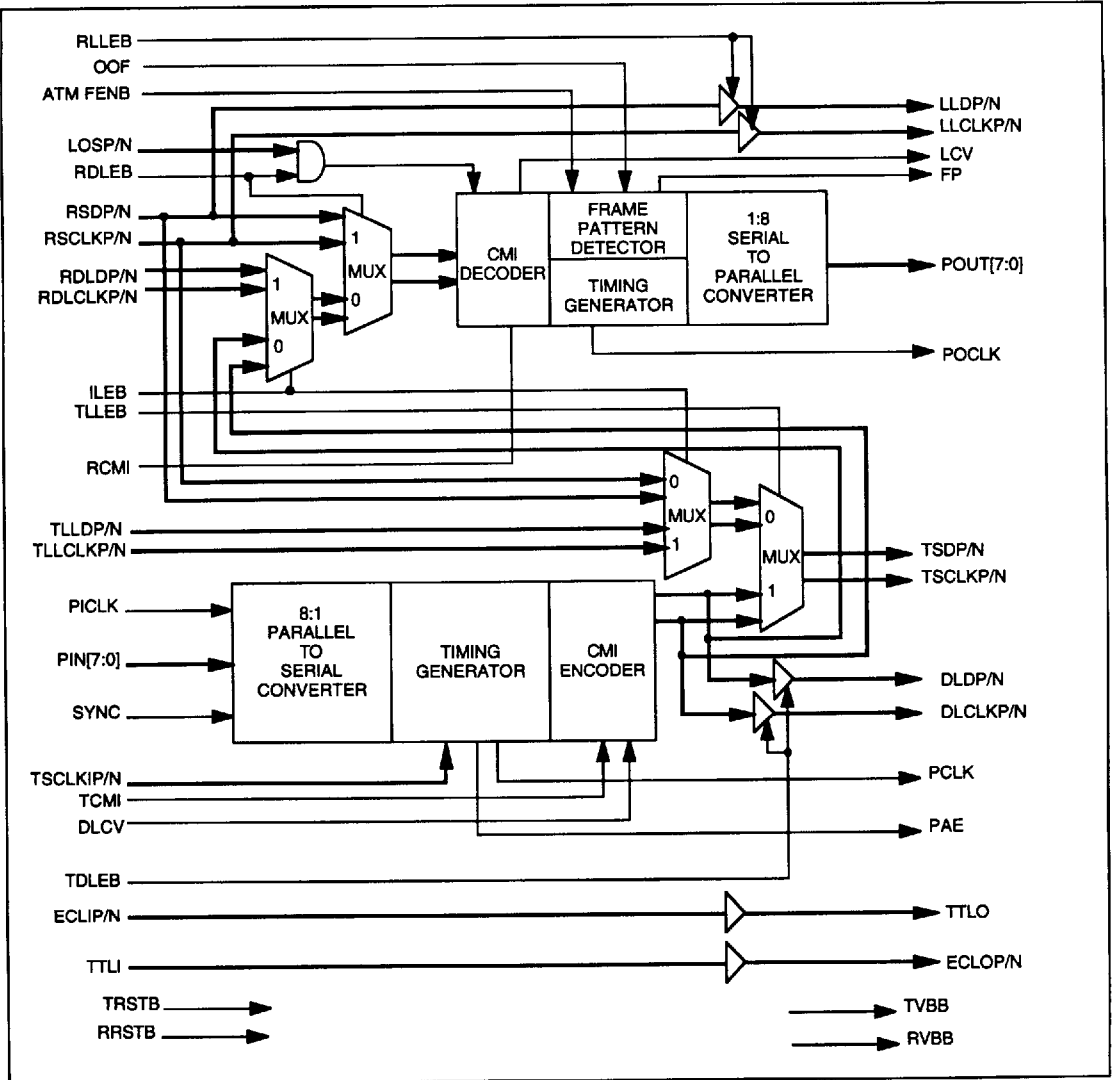 RLLEB
OOF
ATM FENB
LLDP/N
LLCLKP/N
LOSP/N
LCV
RDLEB
FP
RSDP/N
RSCLKP/N
1
MUX
0
CMI
DECODER
FRAME
PATTERN
DETECTOR
TIMING
GENERATOR
1:8
SERIAL
TO
PARALLEL
CONVERTER
POUT[7:0]
RDLDP/N
RDLCLKP/N
1
MUX
0
POCLK
ILEB
TLLEB
RCMI
0
MUX
1
TLLDP/N
TLLCLKP/N
0
MUX
1
TSDP/N
TSCLKP/N
PICLK
PIN[7:0]
SYNC
8:1
PARALLEL
TO
SERIAL
CONVERTER
TIMING
GENERATOR
CMI
ENCODER
DLDP/N
DLCLKP/N
TSCLKIP/N
PCLK
TCMI
DLCV
PAE
TDLEB
ECLIP/N
TTLO
TTLI
ECLOP/N
TRSTB
TVBB
RRSTB
RVBB